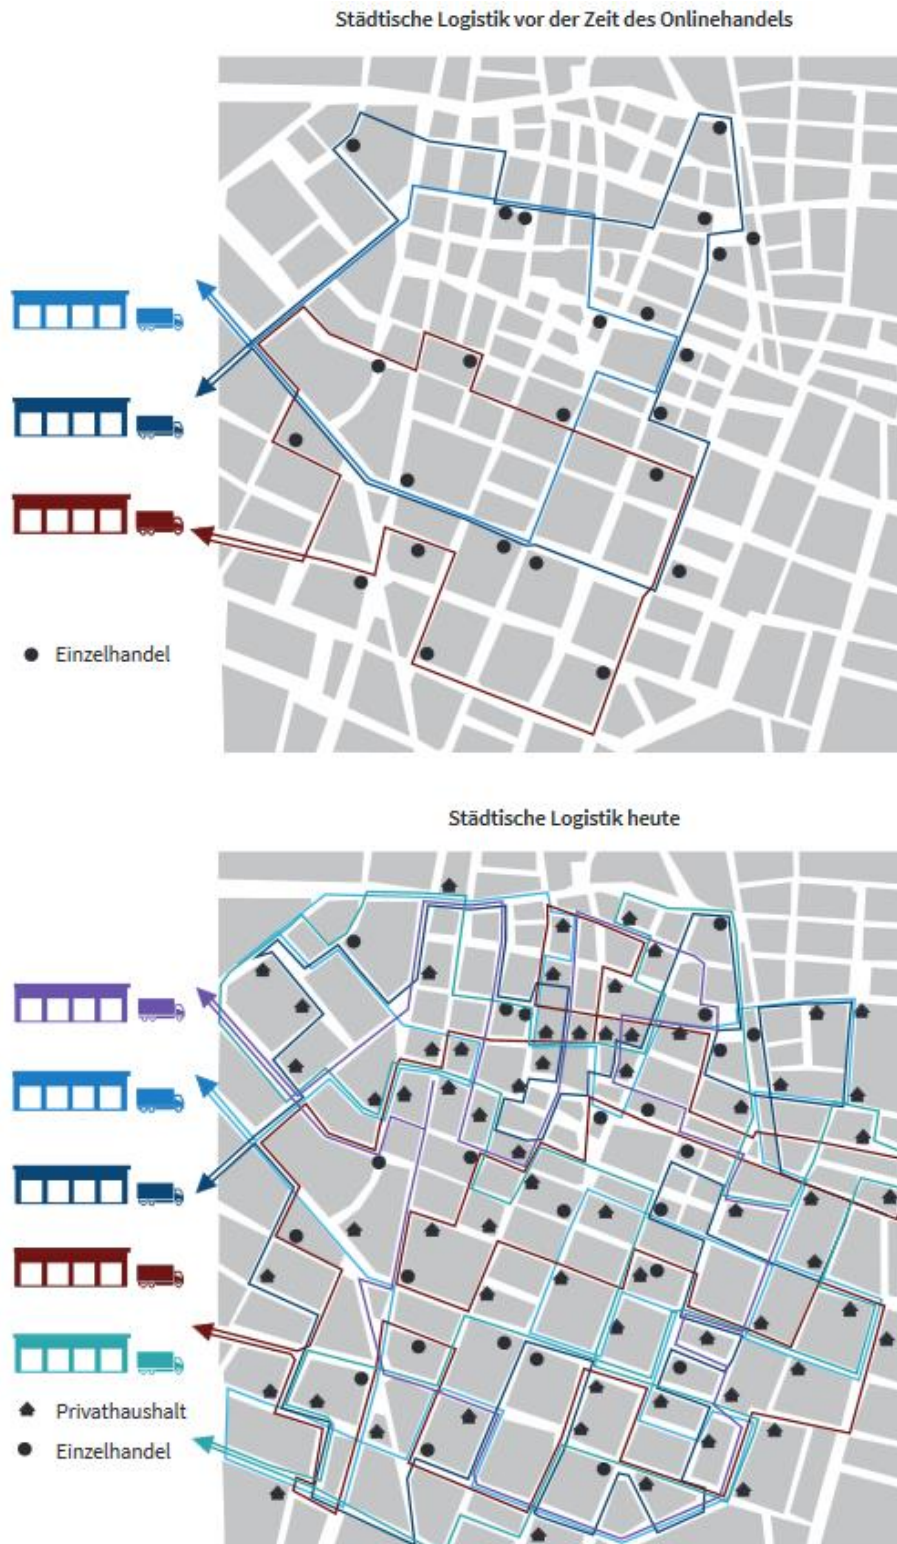 Städtische Logistik vor der Zeit des Onlinehandels
Einzelhandel
Städtische Logistik heute
Privathaushalt
Einzelhandel